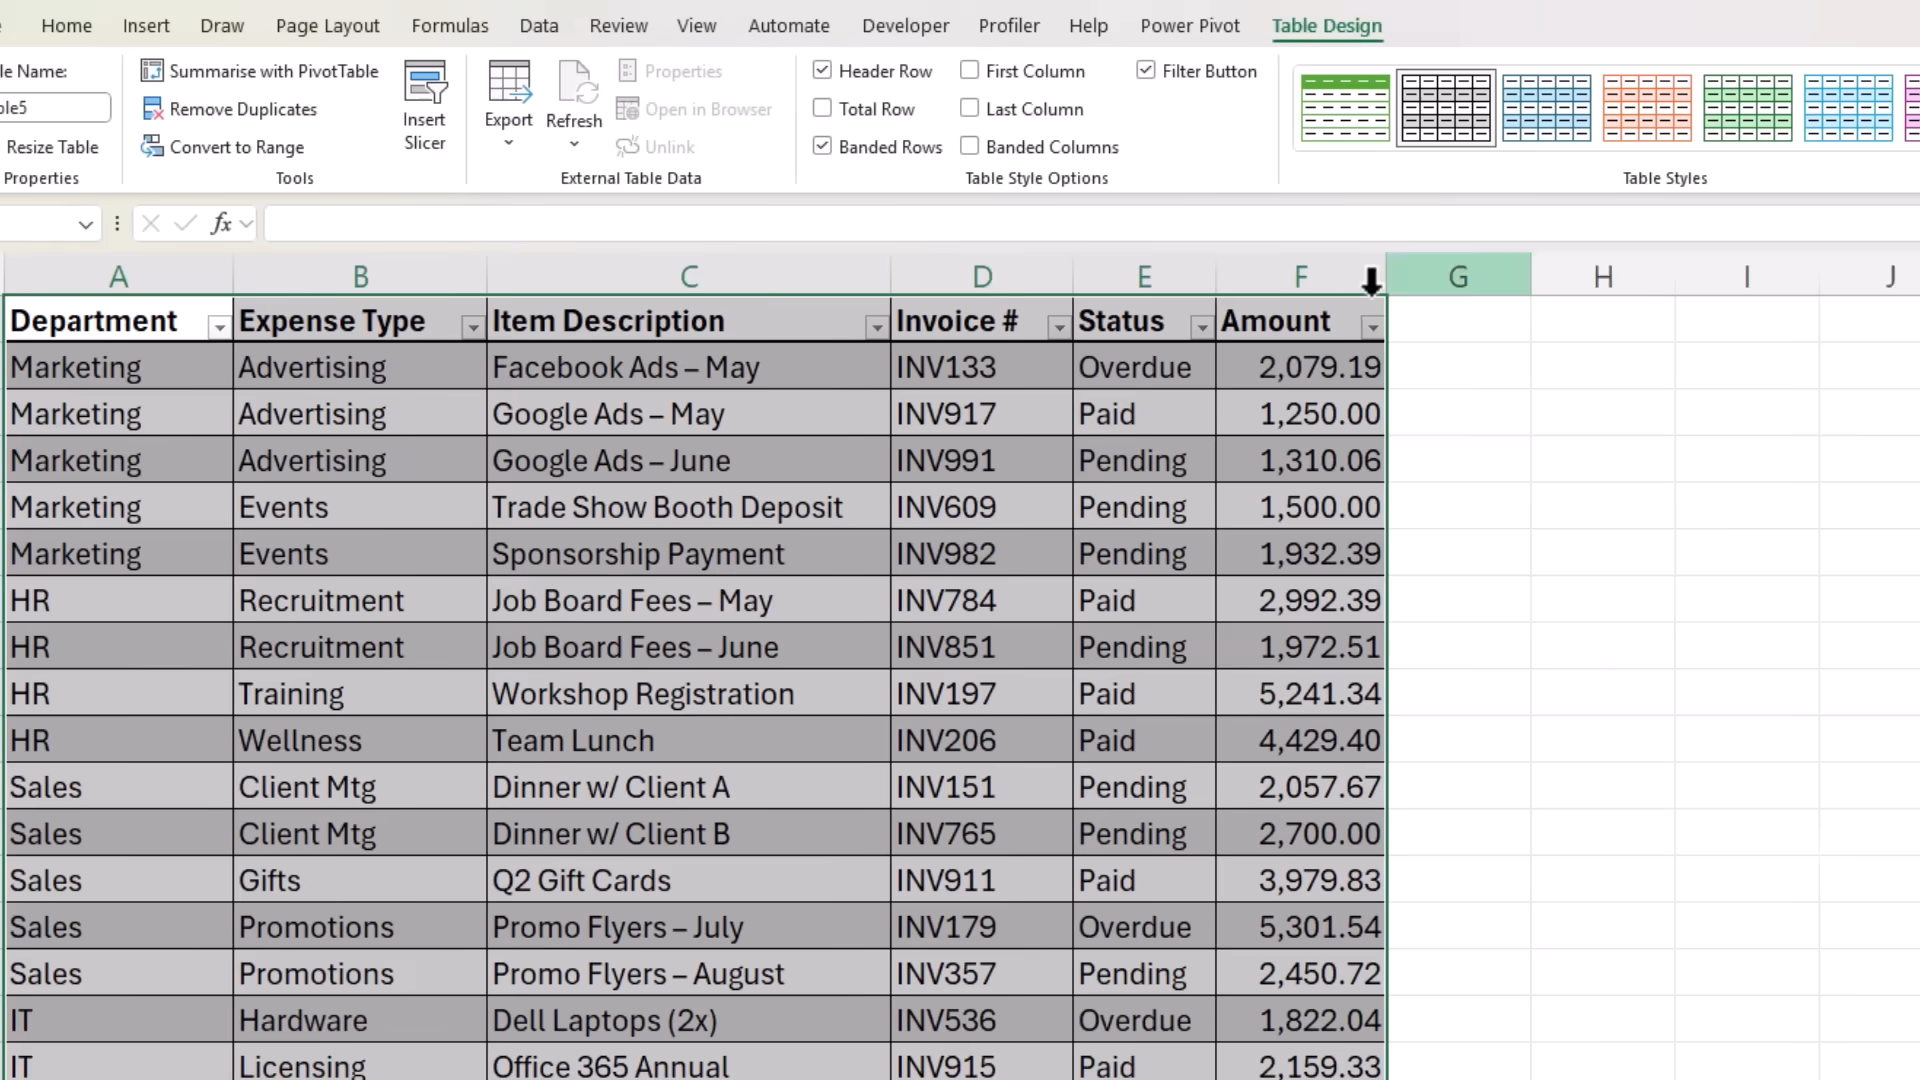 Home Insert Draw Page Layout Formulas Data Review View Automate Developer Profiler Help Power Pivot Table Design
le Name:
ble5
Resize Table
Properties
Summarise with PivotTable
Remove Duplicates
Convert to Range
Tools
Insert
Slicer
Export
Refresh
Properties
Open in Browser
Unlink
External Table Data
Header Row First Column Filter Button
Total Row Last Column
Banded Rows Banded Columns
Table Style Options
Table Styles
fx
A B C D E F G H I J
Department Expense Type Item Description Invoice # Status Amount
Marketing Advertising Facebook Ads – May INV133 Overdue 2,079.19
Marketing Advertising Google Ads – May INV917 Paid 1,250.00
Marketing Advertising Google Ads – June INV991 Pending 1,310.06
Marketing Events Trade Show Booth Deposit INV609 Pending 1,500.00
Marketing Events Sponsorship Payment INV982 Pending 1,932.39
HR Recruitment Job Board Fees – May INV784 Paid 2,992.39
HR Recruitment Job Board Fees – June INV851 Pending 1,972.51
HR Training Workshop Registration INV197 Paid 5,241.34
HR Wellness Team Lunch INV206 Paid 4,429.40
Sales Client Mtg Dinner w/ Client A INV151 Pending 2,057.67
Sales Client Mtg Dinner w/ Client B INV765 Pending 2,700.00
Sales Gifts Q2 Gift Cards INV911 Paid 3,979.83
Sales Promotions Promo Flyers – July INV179 Overdue 5,301.54
Sales Promotions Promo Flyers – August INV357 Pending 2,450.72
IT Hardware Dell Laptops (2x) INV536 Overdue 1,822.04
IT Licensing Office 365 Annual INV915 Paid 2,159.33